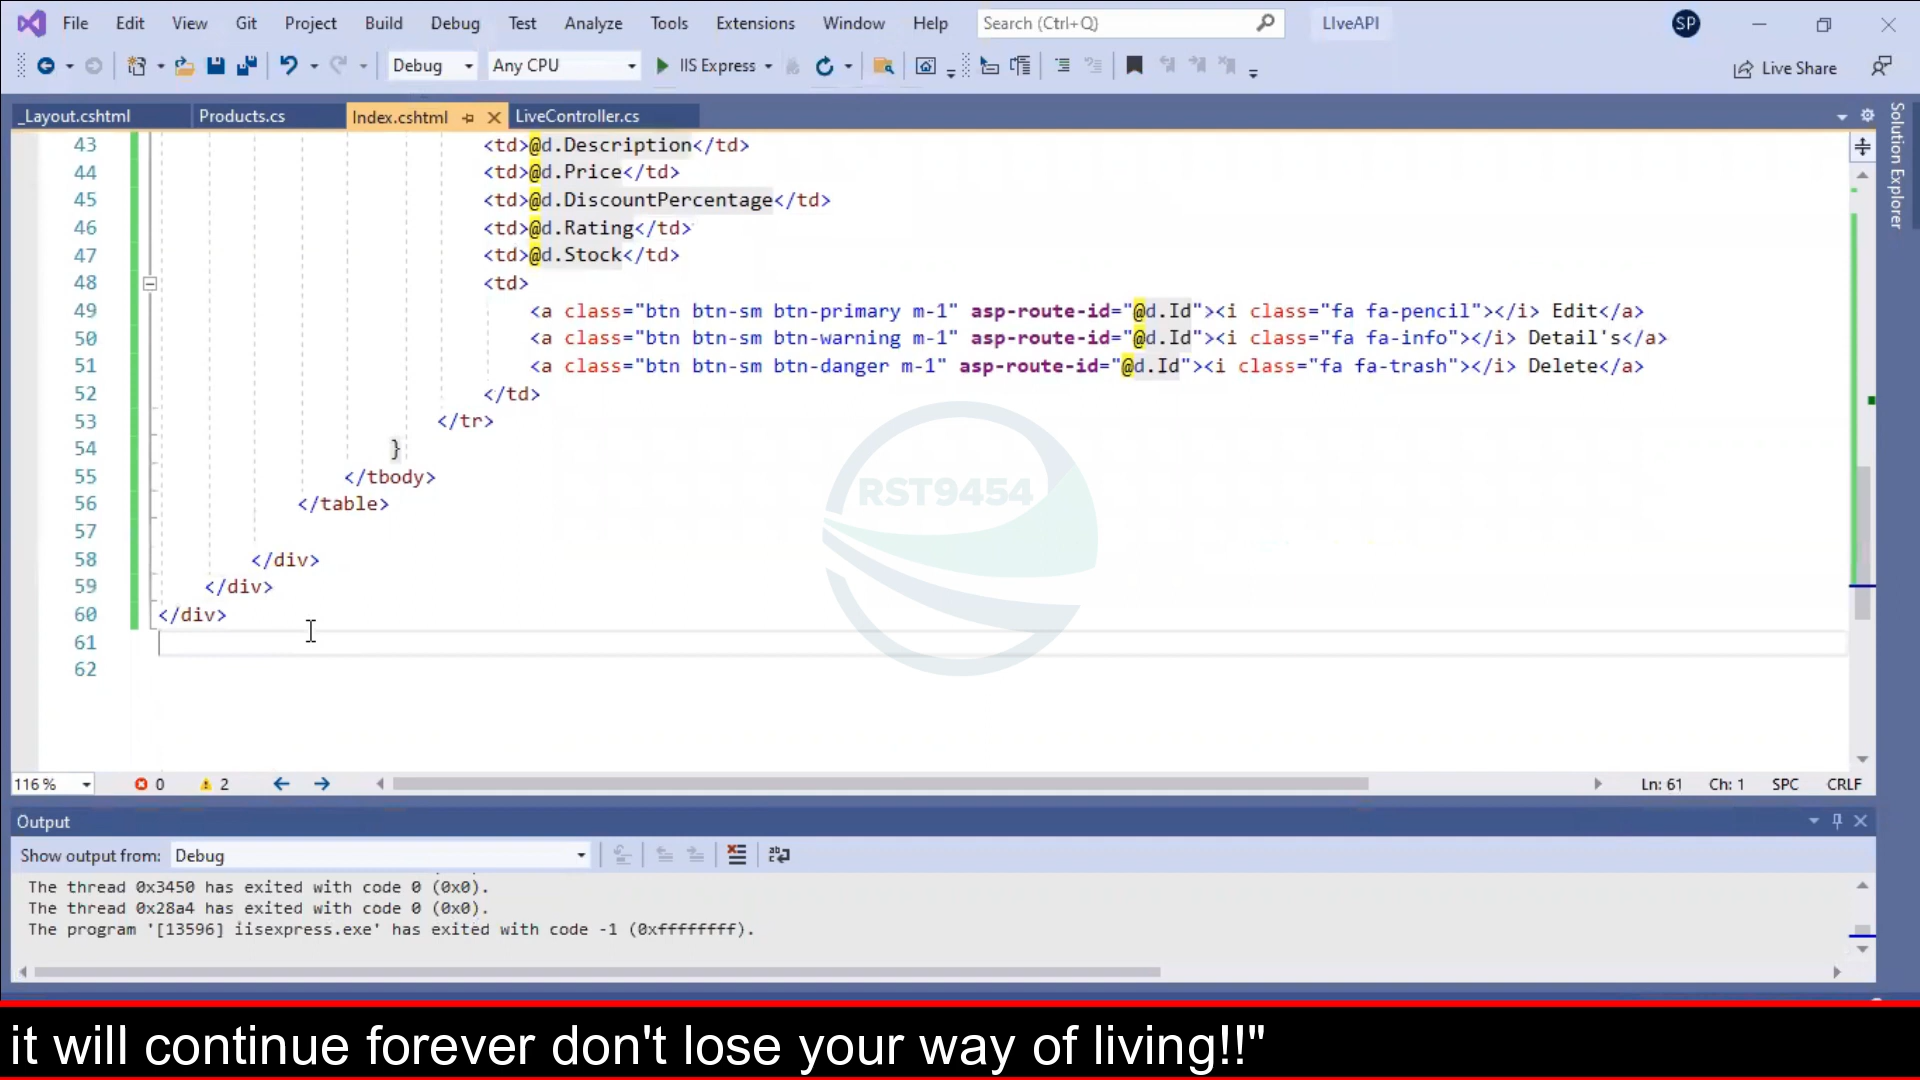 File Edit View Git Project Build Debug Test Analyze Tools Extensions Window Help Search (Ctrl+Q) LIveAPI SP
Debug Any CPU IIS Express Live Share
_Layout.cshtml Products.cs Index.cshtml LiveController.cs
Solution Explorer
43 <td>@d.Description</td>
44 <td>@d.Price</td>
45 <td>@d.DiscountPercentage</td>
46 <td>@d.Rating</td>
47 <td>@d.Stock</td>
48 <td>
49 <a class="btn btn-sm btn-primary m-1" asp-route-id="@d.Id"><i class="fa fa-pencil"></i> Edit</a>
50 <a class="btn btn-sm btn-warning m-1" asp-route-id="@d.Id"><i class="fa fa-info"></i> Detail's</a>
51 <a class="btn btn-sm btn-danger m-1" asp-route-id="@d.Id"><i class="fa fa-trash"></i> Delete</a>
52 </td>
53 </tr>
54 }
55 </tbody>
56 </table>
57
58 </div>
59 </div>
60 </div>
61
62
RST9454
116 % 0 2 Ln: 61 Ch: 1 SPC CRLF
Output
Show output from: Debug
The thread 0x3450 has exited with code 0 (0x0).
The thread 0x28a4 has exited with code 0 (0x0).
The program '[13596] iisexpress.exe' has exited with code -1 (0xffffffff).
it will continue forever don't lose your way of living!!"